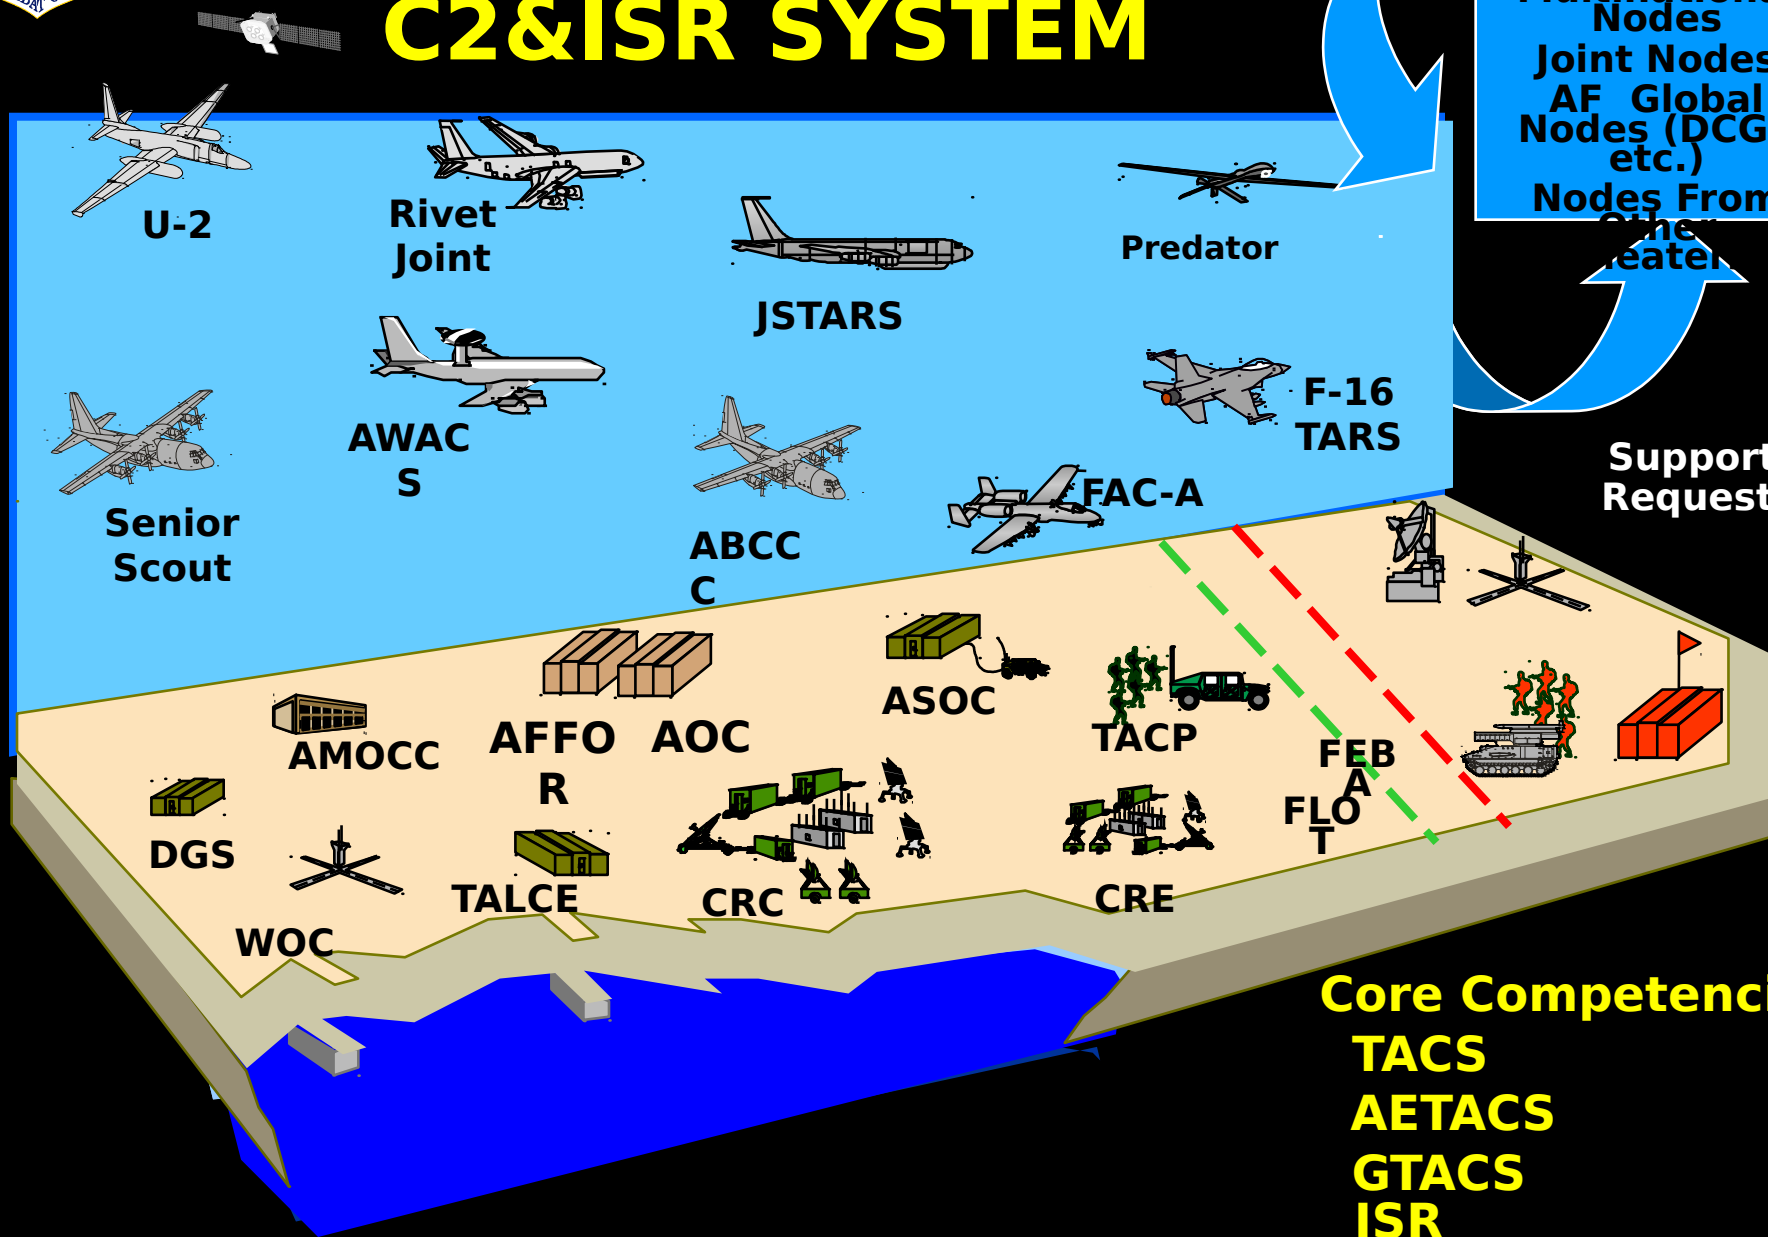 C2&ISR SYSTEM
Nodes
Joint Nodes
AF Global
Nodes (DCG
etc.)
Nodes From
Other
U-2
Rivet
Joint
JSTARS
Predator
AWAC
S
F-16
TARS
Senior
Scout
ABCC
C
FAC-A
Support
Request
ASOC
TACP
AMOCC
AFFO
R
AOC
FEB
A
FLO
T
DGS
TALCE
CRC
CRE
WOC
Core Competenci
TACS
AETACS
GTACS
ISR